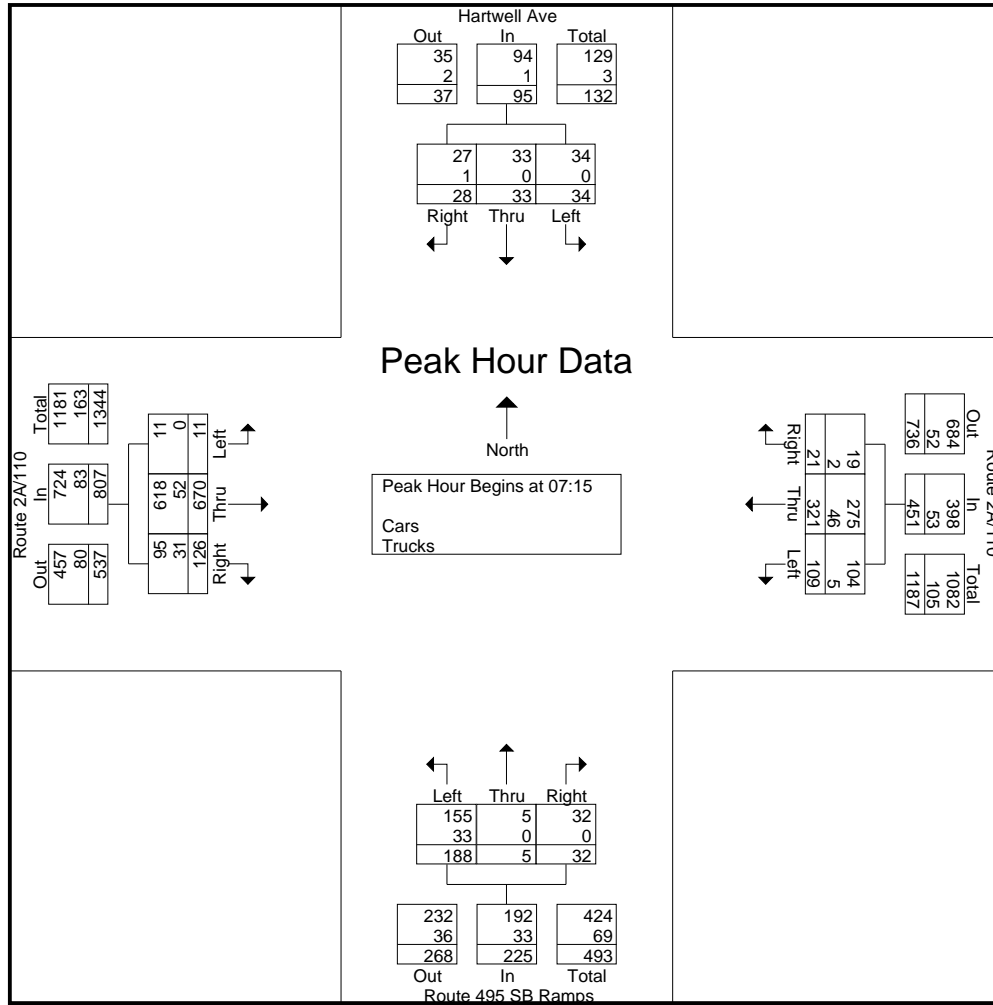 Hartwell Ave
Out In Total
35 94 129
2 1 3
37 95 132
27 33 34
1 0 0
28 33 34
Right Thru Left
Peak Hour Data
North
Peak Hour Begins at 07:15
Cars
Trucks
Route 2A/110
Total In Out
1181 724 457
163 83 80
1344 807 537
11 618 95
0 52 31
11 670 126
Left Thru Right
Route 2A/110
Out In Total
684 398 1082
52 53 105
736 451 1187
19 275 104
2 46 5
21 321 109
Right Thru Left
Left Thru Right
155 5 32
33 0 0
188 5 32
232 192 424
36 33 69
268 225 493
Out In Total
Route 495 SB Ramps